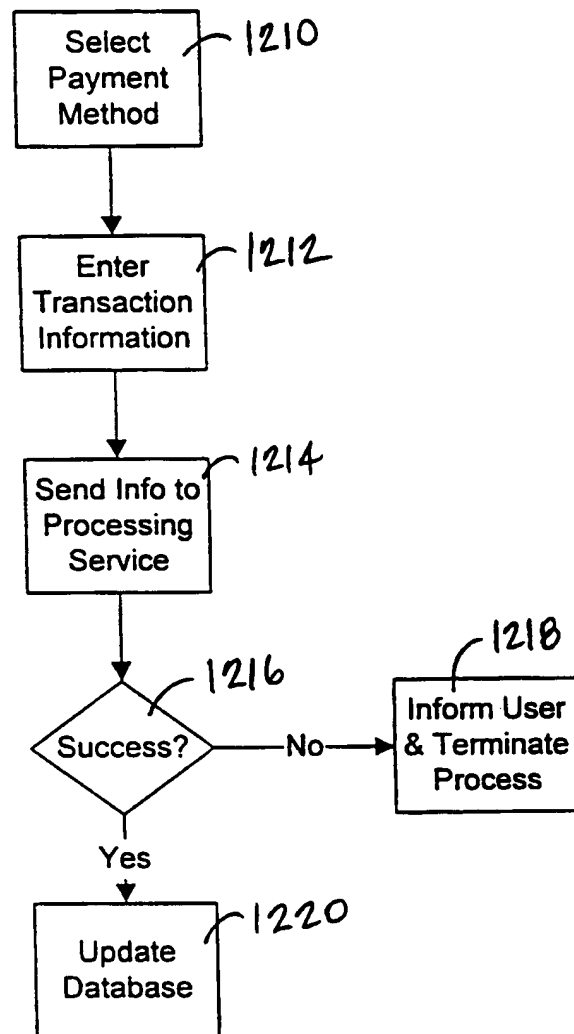 Select
Payment
Method
1210
Enter
Transaction
Information
1212
Send Info to
Processing
Service
1214
Success?
1216
No
Inform User
& Terminate
Process
1218
Yes
Update
Database
1220